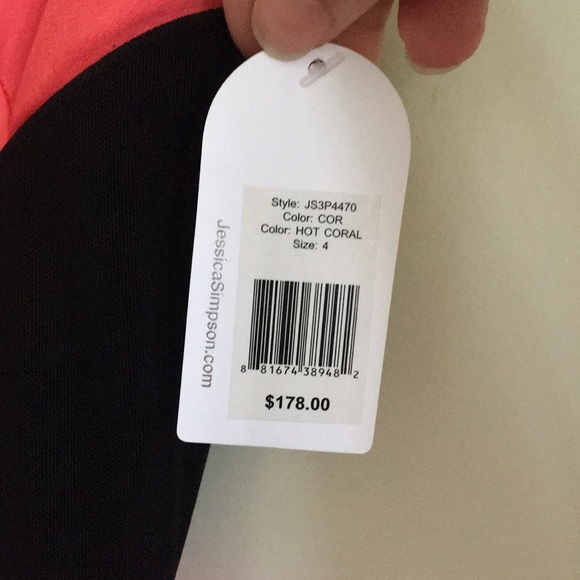 Style: JS3P4470
Color: COR
Color: HOT CORAL
Size: 4
8 81674 38948 2
$178.00
JessicaSimpson.com